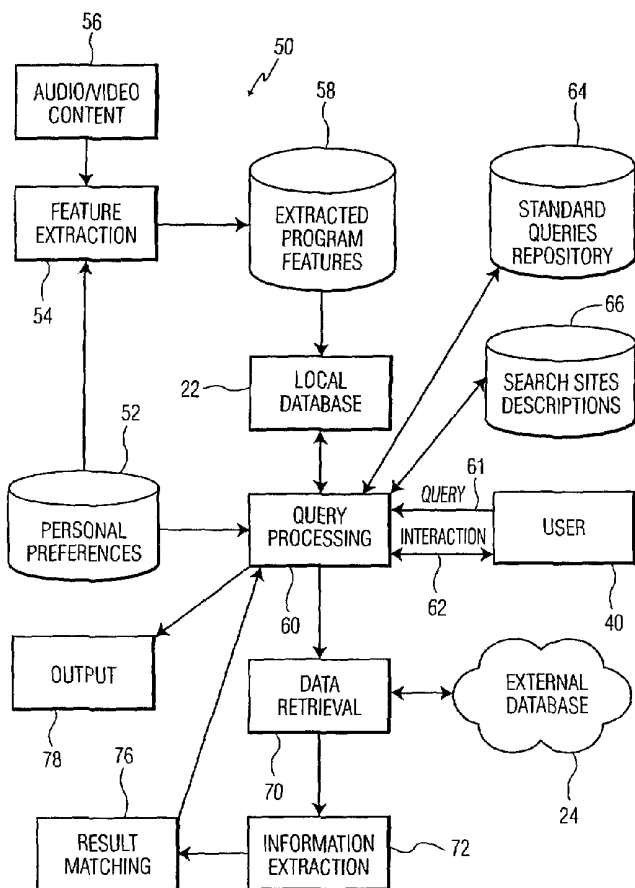 56
50
AUDIO/VIDEO
CONTENT
58
64
FEATURE
EXTRACTION
54
EXTRACTED
PROGRAM
FEATURES
STANDARD
QUERIES
REPOSITORY
66
22
LOCAL
DATABASE
SEARCH SITES
DESCRIPTIONS
52
PERSONAL
PREFERENCES
QUERY
PROCESSING
60
QUERY
61
INTERACTION
62
USER
40
OUTPUT
78
DATA
RETRIEVAL
70
EXTERNAL
DATABASE
24
76
RESULT
MATCHING
INFORMATION
EXTRACTION
72